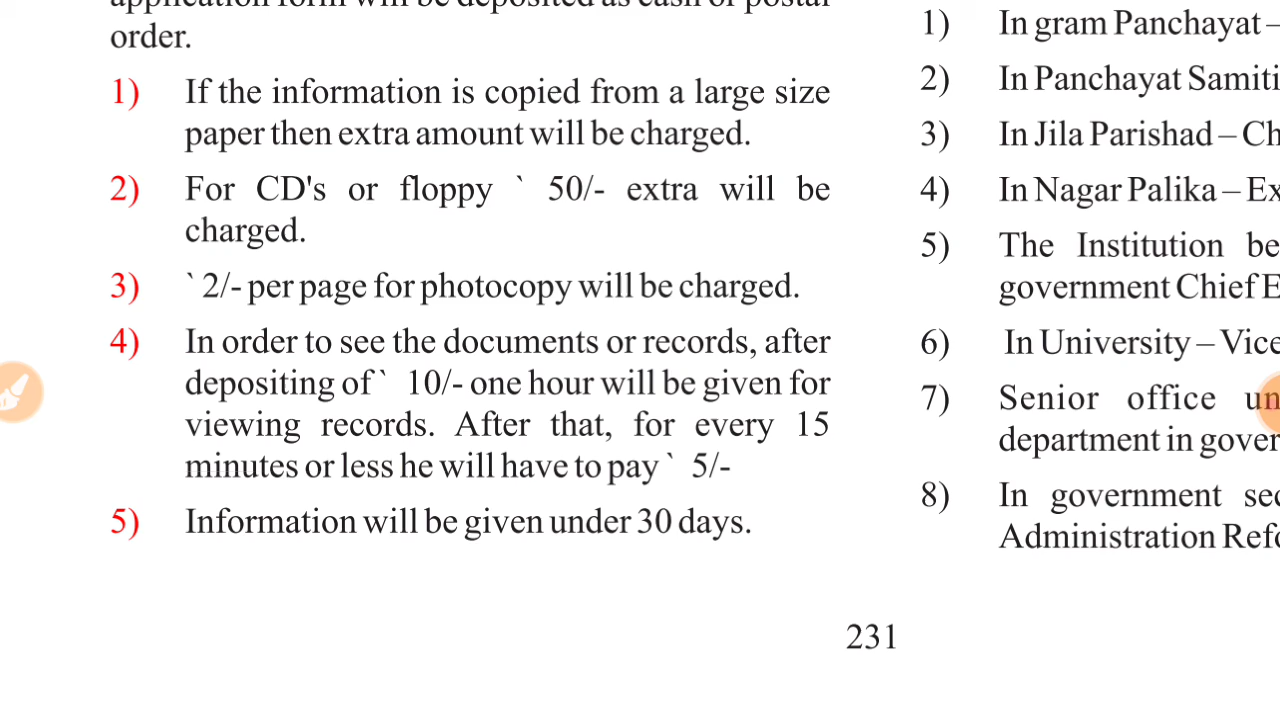 order.
1) If the information is copied from a large size
paper then extra amount will be charged.
2) For CD's or floppy ` 50/- extra will be
charged.
3) ` 2/- per page for photocopy will be charged.
4) In order to see the documents or records, after
depositing of ` 10/- one hour will be given for
viewing records. After that, for every 15
minutes or less he will have to pay ` 5/-
5) Information will be given under 30 days.
1) In gram Panchayat –
2) In Panchayat Samiti
3) In Jila Parishad – Ch
4) In Nagar Palika – Ex
5) The Institution be
government Chief E
6) In University – Vice
7) Senior office un
department in gover
8) In government sec
Administration Refo
231